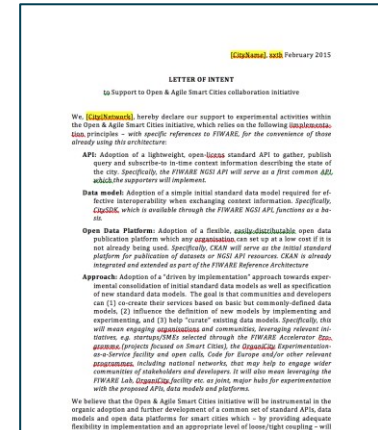 [CityName], xxth February 2015
LETTER OF INTENT
to Support to Open & Agile Smart Cities collaboration initiative
We, [City/Network], hereby declare our support to experimental activities within
the Open & Agile Smart Cities initiative, which relies on the following iimplementa-
tion principles – with specific references to FIWARE, for the convenience of those
already using this architecture:
API: Adoption of a lightweight, open-licens standard API to gather, publish
query and subscribe-to in-time context information describing the state of
the city. Specifically, the FIWARE NGSI API will serve as a first common API,
which the supporters will implement.
Data model: Adoption of a simple initial standard data model required for ef-
fective interoperability when exchanging context information. Specifically,
CitySDK, which is available through the FIWARE NGSI API, functions as a ba-
sis.
Open Data Platform: Adoption of a flexible, easily-distributable open data
publication platform which any organisation can set up at a low cost if it is
not already being used. Specifically, CKAN will serve as the initial standard
platform for publication of datasets or NGSI API resources. CKAN is already
integrated and extended as part of the FIWARE Reference Architecture
Approach: Adoption of a "driven by implementation" approach towards exper-
imental consolidation of initial standard data models as well as specification
of new standard data models. The goal is that communities and developers
can (1) co-create their services based on basic but commonly-defined data
models, (2) influence the definition of new models by implementing and
experimenting, and (3) help "curate" existing data models. Specifically, this
will mean engaging organisations and communities, leveraging relevant ini-
tiatives, e.g. startups/SMEs selected through the FIWARE Accelerator Pro-
gramme (projects focused on Smart Cities), the OrganiCity Experimentation-
as-a-Service facility and open calls, Code for Europe and/or other relevant
programmes, including national networks, that may help to engage wider
communities of stakeholders and developers. It will also mean leveraging the
FIWARE Lab, OrganiCity facility etc. as joint, major hubs for experimentation
with the proposed APIs, data models and platforms.
We believe that the Open & Agile Smart Cities initiative will be instrumental in the
organic adoption and further development of a common set of standard APIs, data
models and open data platforms for smart cities which – by providing adequate
flexibility in implementation and an appropriate level of loose/tight coupling – will